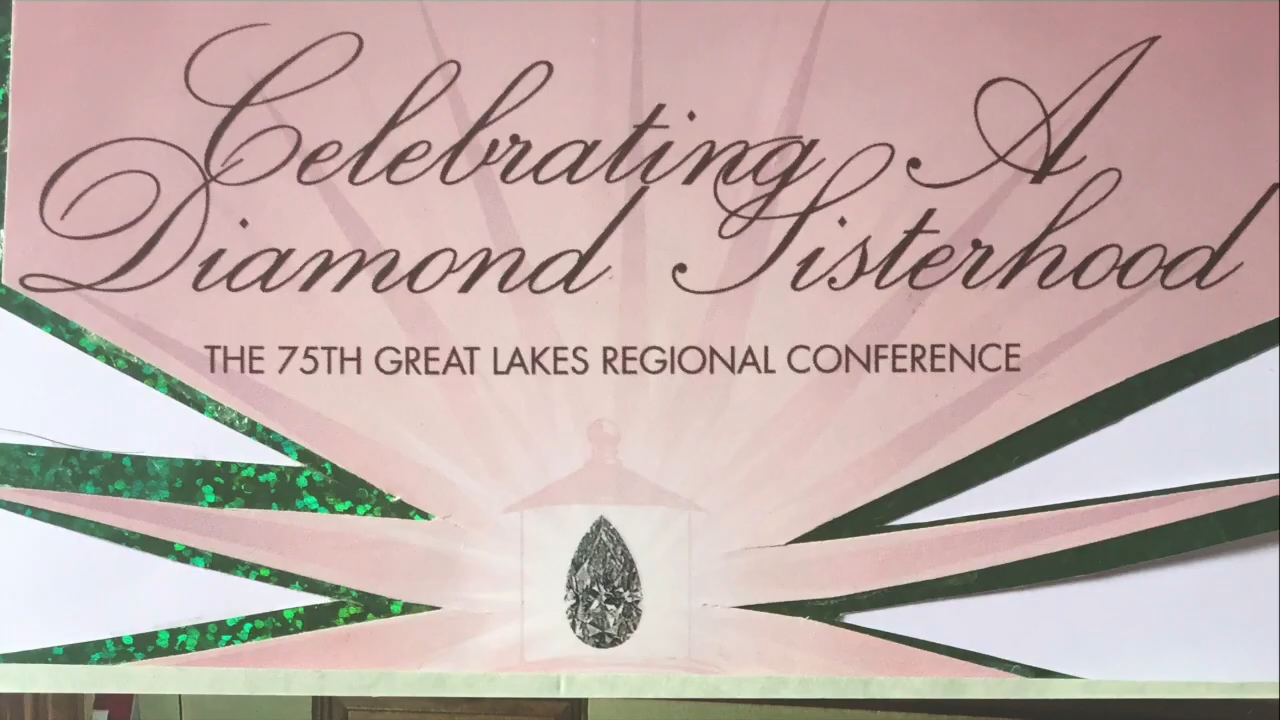 Celebrating A
Diamond Sisterhood
THE 75TH GREAT LAKES REGIONAL CONFERENCE